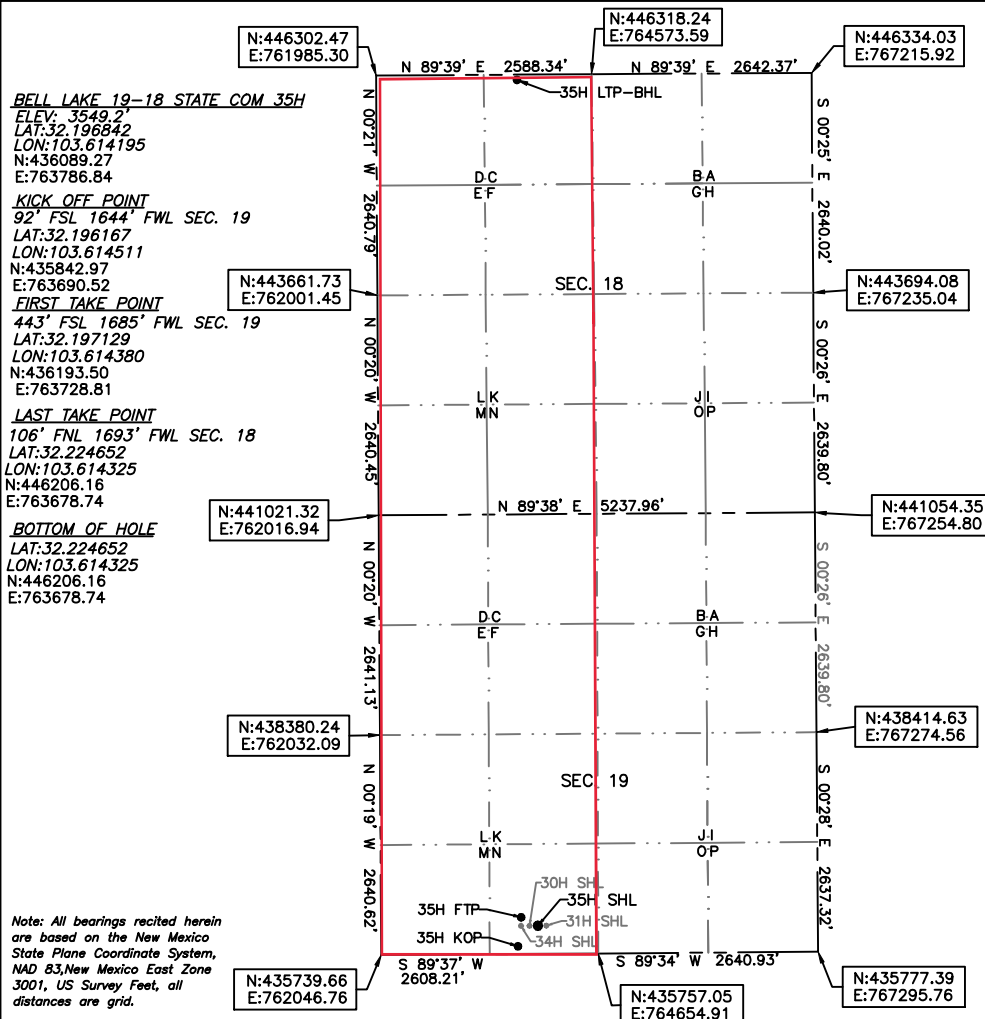 N:446302.47
E:761985.30
N:446318.24
E:764573.59
N:446334.03
E:767215.92
N 89°39' E 2588.34'
N 89°39' E 2642.37'
35H LTP-BHL
BELL LAKE 19-18 STATE COM 35H
ELEV: 3549.2'
LAT:32.196842
LON:103.614195
N:436089.27
E:763786.84
KICK OFF POINT
92' FSL 1644' FWL SEC. 19
LAT:32.196167
LON:103.614511
N:435842.97
E:763690.52
FIRST TAKE POINT
443' FSL 1685' FWL SEC. 19
LAT:32.197129
LON:103.614380
N:436193.50
E:763728.81
LAST TAKE POINT
106' FNL 1693' FWL SEC. 18
LAT:32.224652
LON:103.614325
N:446206.16
E:763678.74
BOTTOM OF HOLE
LAT:32.224652
LON:103.614325
N:446206.16
E:763678.74
N 00°21' W 2640.79'
S 00°25' E 2640.02'
D C
E F
B A
G H
N:443661.73
E:762001.45
SEC. 18
N:443694.08
E:767235.04
N 00°20' W 2640.45'
S 00°26' E 2639.80'
L K
M N
J I
O P
N:441021.32
E:762016.94
N 89°38' E 5237.96'
N:441054.35
E:767254.80
N 00°20' W 2641.13'
S 00°26' E 2639.80'
D C
E F
B A
G H
N:438380.24
E:762032.09
N:438414.63
E:767274.56
SEC. 19
N 00°19' W 2640.62'
S 00°28' E 2637.32'
L K
M N
J I
O P
30H SHL
35H FTP
35H SHL
31H SHL
34H SHL
35H KOP
Note: All bearings recited herein
are based on the New Mexico
State Plane Coordinate System,
NAD 83,New Mexico East Zone
3001, US Survey Feet, all
distances are grid.
S 89°37' W
2608.21'
S 89°34' W 2640.93'
N:435739.66
E:762046.76
N:435757.05
E:764654.91
N:435777.39
E:767295.76